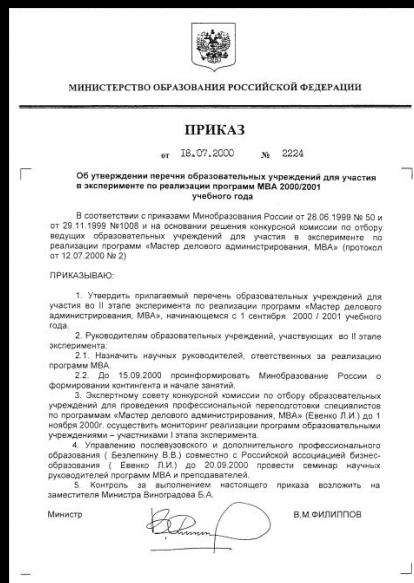 МИНИСТЕРСТВО ОБРАЗОВАНИЯ РОССИЙСКОЙ ФЕДЕРАЦИИ
ПРИКАЗ
от 18.07.2000 № 2224
Об утверждении перечня образовательных учреждений для участия
в эксперименте по реализации программ МВА 2000/2001
учебного года
В соответствии с приказами Минобразования России от 28.06.1999 № 50 и
от 29.11.1999 №1008 и на основании решения конкурсной комиссии по отбору
ведущих образовательных учреждений для участия в эксперименте по
реализации программ «Мастер делового администрирования, МВА» (протокол
от 12.07.2000 № 2)
ПРИКАЗЫВАЮ:
1. Утвердить прилагаемый перечень образовательных учреждений для
участия во II этапе эксперимента по реализации программ «Мастер делового
администрирования, МВА», начинающемся с 1 сентября 2000 / 2001 учебного
года.
2. Руководителям образовательных учреждений, участвующих во II этапе
эксперимента:
2.1. Назначить научных руководителей, ответственных за реализацию
программ МВА.
2.2. До 15.09.2000 проинформировать Минобразование России о
формировании контингента и начале занятий.
3. Экспертному совету конкурсной комиссии по отбору образовательных
учреждений для проведения профессиональной переподготовки специалистов
по программам «Мастер делового администрирования, МВА» (Евенко Л.И.) до 1
ноября 2000г. осуществить мониторинг реализации программ образовательными
учреждениями – участниками I этапа эксперимента.
4. Управлению послевузовского и дополнительного профессионального
образования ( Безлепкину В.В.) совместно с Российской ассоциацией бизнес-
образования ( Евенко Л.И.) до 20.09.2000 провести семинар научных
руководителей программ МВА и преподавателей.
5. Контроль за выполнением настоящего приказа возложить на
заместителя Министра Виноградова Б.А.
Министр В.М.ФИЛИППОВ